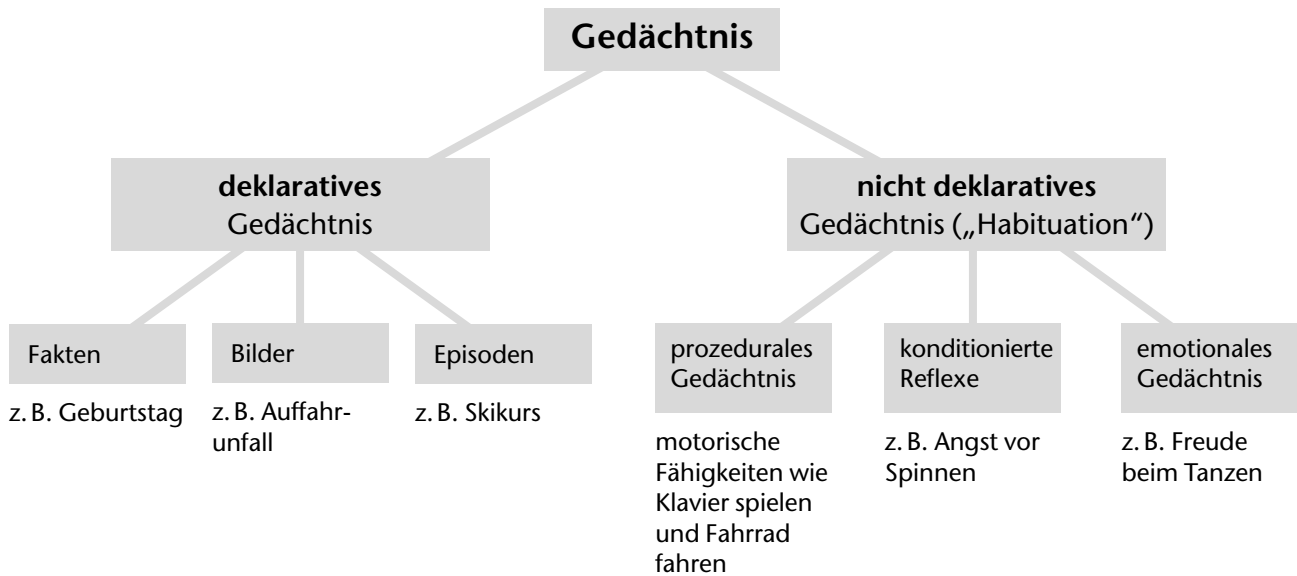 Gedächtnis
deklaratives
Gedächtnis
nicht deklaratives
Gedächtnis („Habituation“)
Fakten
z. B. Geburtstag
Bilder
z. B. Auffahr-
unfall
Episoden
z. B. Skikurs
prozedurales
Gedächtnis
motorische
Fähigkeiten wie
Klavier spielen
und Fahrrad
fahren
konditionierte
Reflexe
z. B. Angst vor
Spinnen
emotionales
Gedächtnis
z. B. Freude
beim Tanzen